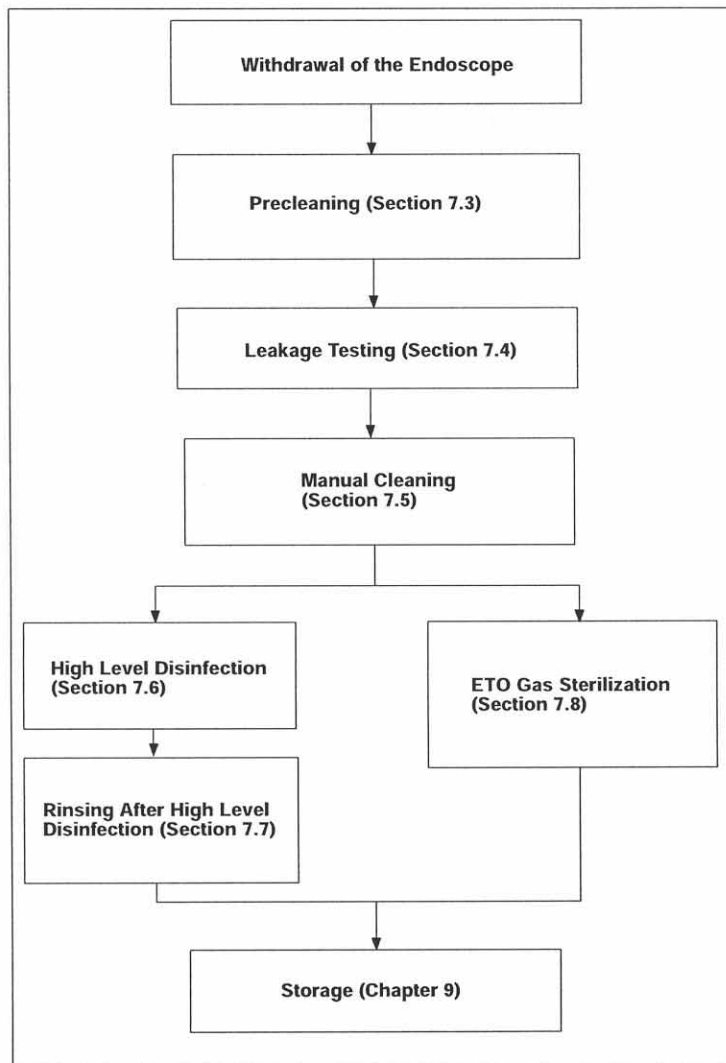 Withdrawal of the Endoscope
Precleaning (Section 7.3)
Leakage Testing (Section 7.4)
Manual Cleaning
(Section 7.5)
High Level Disinfection
(Section 7.6)
ETO Gas Sterilization
(Section 7.8)
Rinsing After High Level
Disinfection (Section 7.7)
Storage (Chapter 9)